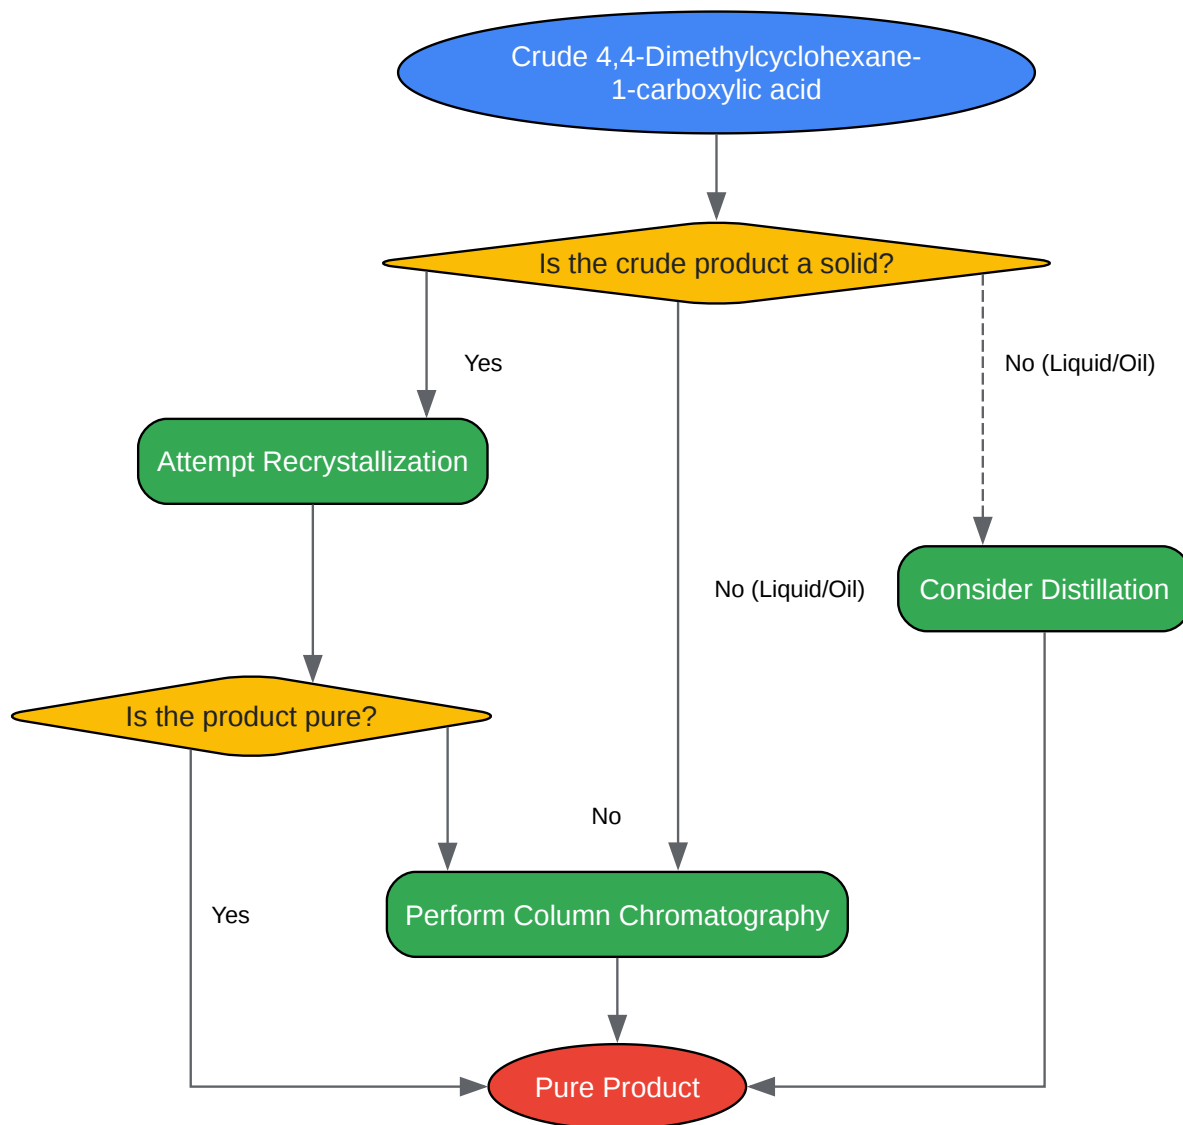 Crude 4,4-Dimethylcyclohexane-
1-carboxylic acid
Is the crude product a solid?
Yes
No (Liquid/Oil)
Attempt Recrystallization
No (Liquid/Oil)
Consider Distillation
Is the product pure?
No
Yes
Perform Column Chromatography
Pure Product